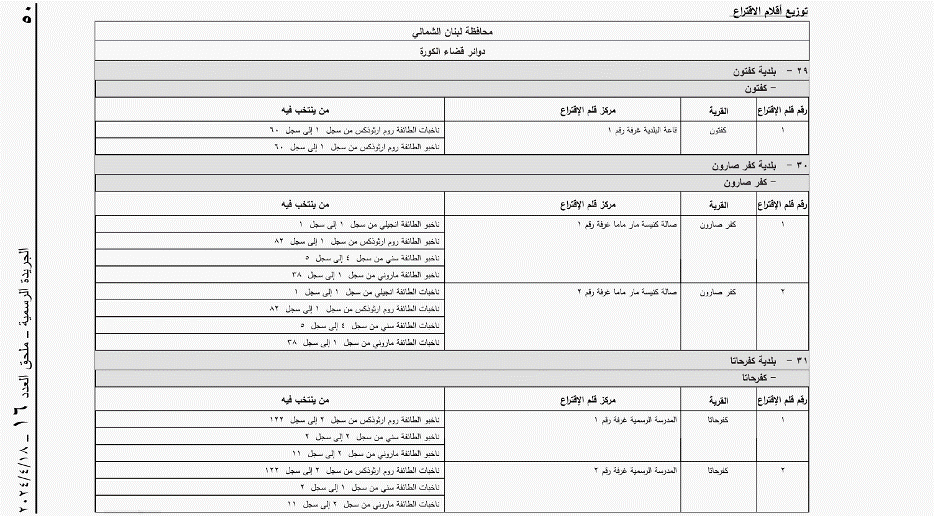 توزيع أقلام الاقتراع
محافظة لبنان الشمالي
دوائر قضاء الكورة
٢٩ - بلدية كفتون
- كفتون
رقم قلم الإقتراع القرية مركز قلم الإقتراع من ينتخب فيه
١ كفتون قاعة البلدية غرفة رقم ١ ناخبات الطائفة روم ارثوذكس من سجل ١ إلى سجل ٦٠
ناخبو الطائفة روم ارثوذكس من سجل ١ إلى سجل ٦٠
٣٠ - بلدية كفر صارون
- كفر صارون
رقم قلم الإقتراع القرية مركز قلم الإقتراع من ينتخب فيه
١ كفر صارون صالة كنيسة مار ماما غرفة رقم ١ ناخبو الطائفة انجيلي من سجل ١ إلى سجل ١
ناخبو الطائفة روم ارثوذكس من سجل ١ إلى سجل ٨٢
ناخبو الطائفة سني من سجل ٤ إلى سجل ٥
ناخبو الطائفة ماروني من سجل ١ إلى سجل ٣٨
٢ كفر صارون صالة كنيسة مار ماما غرفة رقم ٢ ناخبات الطائفة انجيلي من سجل ١ إلى سجل ١
ناخبات الطائفة روم ارثوذكس من سجل ١ إلى سجل ٨٢
ناخبات الطائفة سني من سجل ٤ إلى سجل ٥
ناخبات الطائفة ماروني من سجل ١ إلى سجل ٣٨
٣١ - بلدية كفرحاتا
- كفرحاتا
رقم قلم الإقتراع القرية مركز قلم الإقتراع من ينتخب فيه
١ كفرحاتا المدرسة الرسمية غرفة رقم ١ ناخبو الطائفة روم ارثوذكس من سجل ٢ إلى سجل ١٢٢
ناخبو الطائفة سني من سجل ٢ إلى سجل ٢
ناخبو الطائفة ماروني من سجل ٢ إلى سجل ١١
٢ كفرحاتا المدرسة الرسمية غرفة رقم ٢ ناخبات الطائفة روم ارثوذكس من سجل ٢ إلى سجل ١٢٢
ناخبات الطائفة سني من سجل ١ إلى سجل ٢
ناخبات الطائفة ماروني من سجل ٢ إلى سجل ١١
٥٠
الجريدة الرسمية - ملحق العدد ١٦ - ٢٠٢٤/٤/١٨